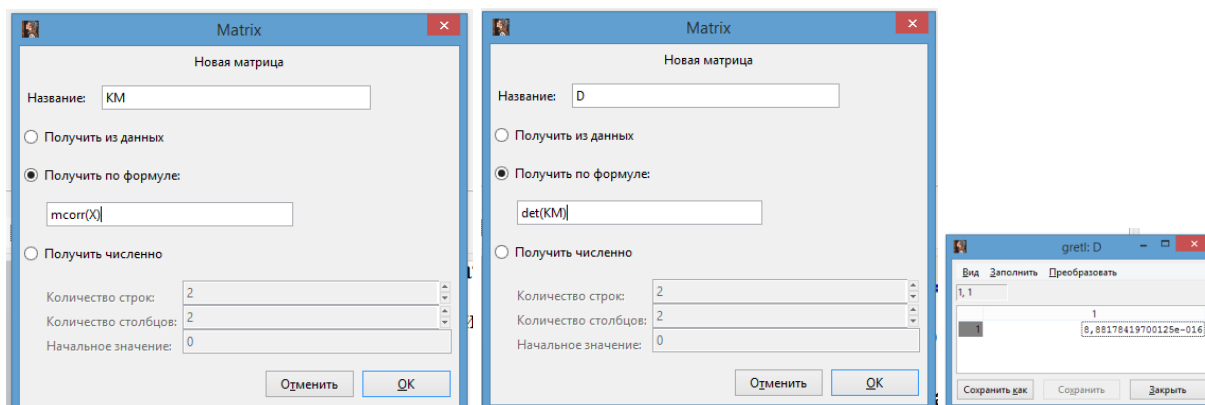 Matrix
Новая матрица
Название: KM
Получить из данных
Получить по формуле:
mcorr(X)
Получить численно
Количество строк: 2
Количество столбцов: 2
Начальное значение: 0
Отменить OK
Matrix
Новая матрица
Название: D
Получить из данных
Получить по формуле:
det(KM)
Получить численно
Количество строк: 2
Количество столбцов: 2
Начальное значение: 0
Отменить OK
gretl: D
Вид Заполнить Преобразовать
1, 1
1
1 8,88178419700125e-016
Сохранить как Сохранить Закрыть